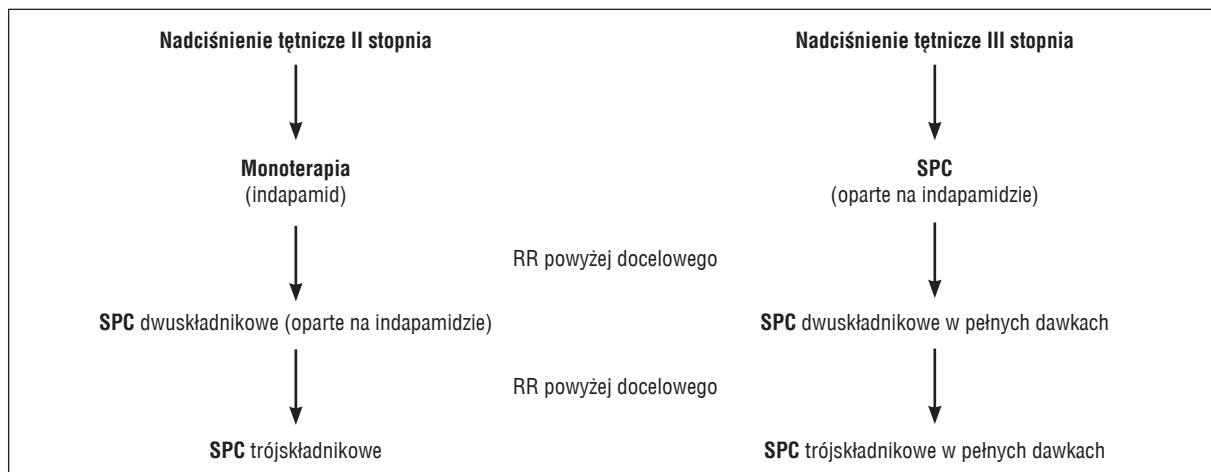 Nadciśnienie tętnicze II stopnia
Nadciśnienie tętnicze III stopnia
Monoterapia
(indapamid)
SPC
(oparte na indapamidzie)
RR powyżej docelowego
SPC dwuskładnikowe (oparte na indapamidzie)
SPC dwuskładnikowe w pełnych dawkach
RR powyżej docelowego
SPC trójskładnikowe
SPC trójskładnikowe w pełnych dawkach